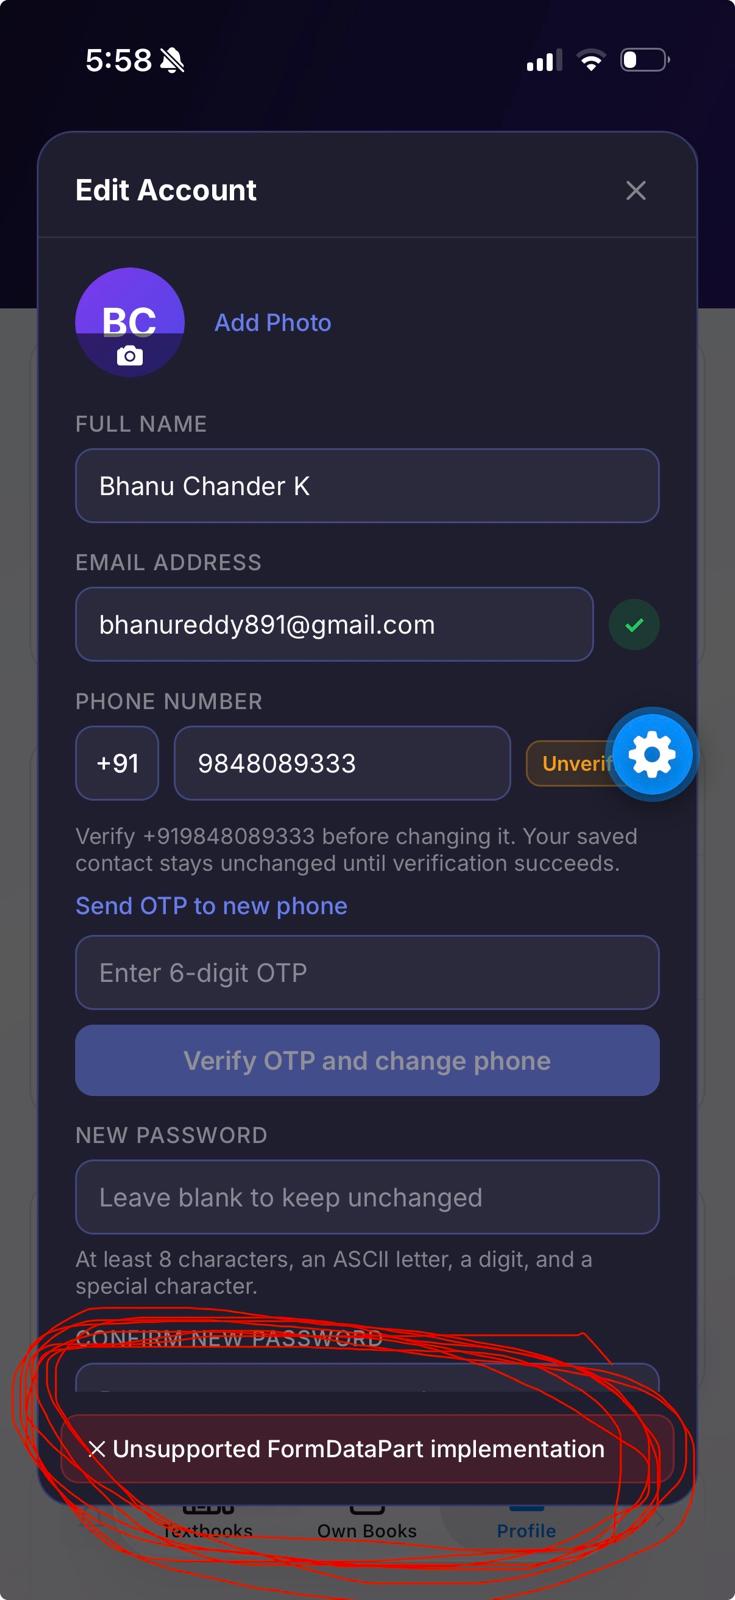 5:58
Edit Account
BC
Add Photo
FULL NAME
Bhanu Chander K
EMAIL ADDRESS
bhanureddy891@gmail.com
PHONE NUMBER
+91
9848089333
Unverif
Verify +919848089333 before changing it. Your saved
contact stays unchanged until verification succeeds.
Send OTP to new phone
Enter 6-digit OTP
Verify OTP and change phone
NEW PASSWORD
Leave blank to keep unchanged
At least 8 characters, an ASCII letter, a digit, and a
special character.
CONFIRM NEW PASSWORD
Unsupported FormDataPart implementation
Textbooks
Own Books
Profile